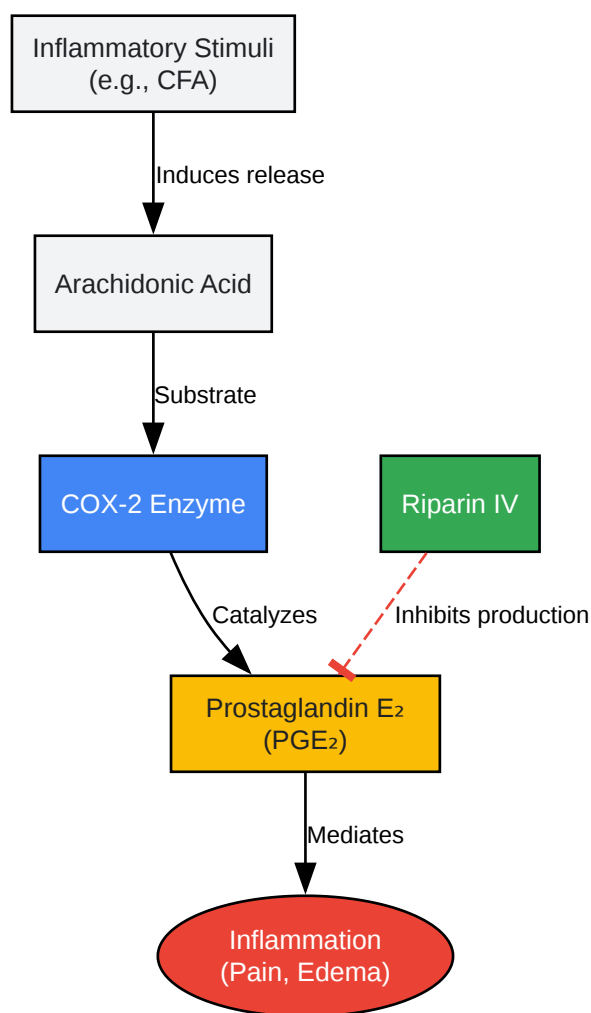 Inflammatory Stimuli
(e.g., CFA)
Induces release
Arachidonic Acid
Substrate
COX-2 Enzyme
Riparin IV
Catalyzes
Inhibits production
Prostaglandin E₂
(PGE₂)
Mediates
Inflammation
(Pain, Edema)